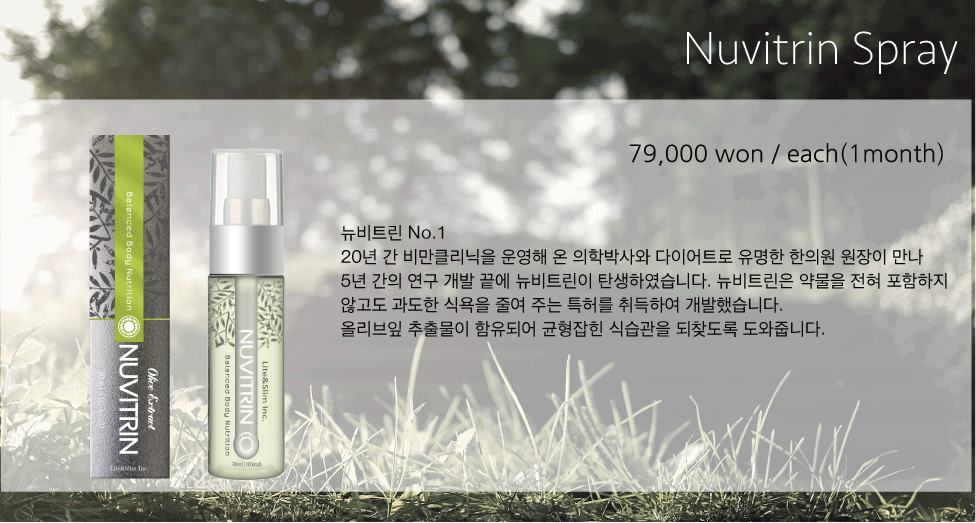 Nuvitrin Spray
79,000 won / each(1month)
뉴비트린 No.1
20년 간 비만클리닉을 운영해 온 의학박사와 다이어트로 유명한 한의원 원장이 만나
5년 간의 연구 개발 끝에 뉴비트린이 탄생하였습니다. 뉴비트린은 약물을 전혀 포함하지
않고도 과도한 식욕을 줄여 주는 특허를 취득하여 개발했습니다.
올리브잎 추출물이 함유되어 균형잡힌 식습관을 되찾도록 도와줍니다.
Balanced Body Nutrition
NUVITRIN
Olive Extract
Lite&Slim Inc.
NUVITRIN
Lite&Slim Inc.
Balanced Body Nutrition
30ml(10kcal)